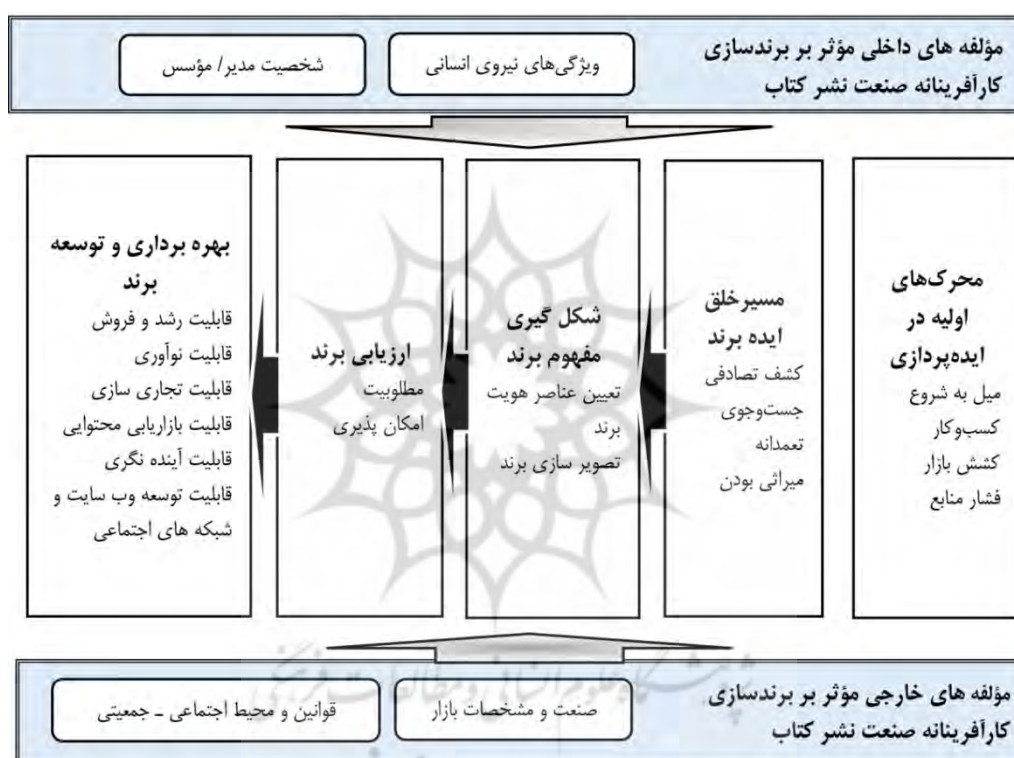 مؤلفه های داخلی مؤثر بر برندسازی
کارآفرینانه صنعت نشر کتاب
ویژگی‌های نیروی انسانی
شخصیت مدیر/ مؤسس
محرک‌های
اولیه در
ایده‌پردازی
میل به شروع
کسب‌وکار
کشش بازار
فشار منابع
مسیرخلق
ایده برند
کشف تصادفی
جست‌وجوی
تعمدانه
میراثی بودن
شکل گیری
مفهوم برند
تعیین عناصر هویت
برند
تصویر سازی برند
ارزیابی برند
مطلوبیت
امکان پذیری
بهره برداری و توسعه
برند
قابلیت رشد و فروش
قابلیت نوآوری
قابلیت تجاری سازی
قابلیت بازاریابی محتوایی
قابلیت آینده نگری
قابلیت توسعه وب سایت و
شبکه های اجتماعی
پژوهشگاه علوم انسانی و مطالعات فرهنگی
مؤلفه های خارجی مؤثر بر برندسازی
کارآفرینانه صنعت نشر کتاب
صنعت و مشخصات بازار
قوانین و محیط اجتماعی ـ جمعیتی